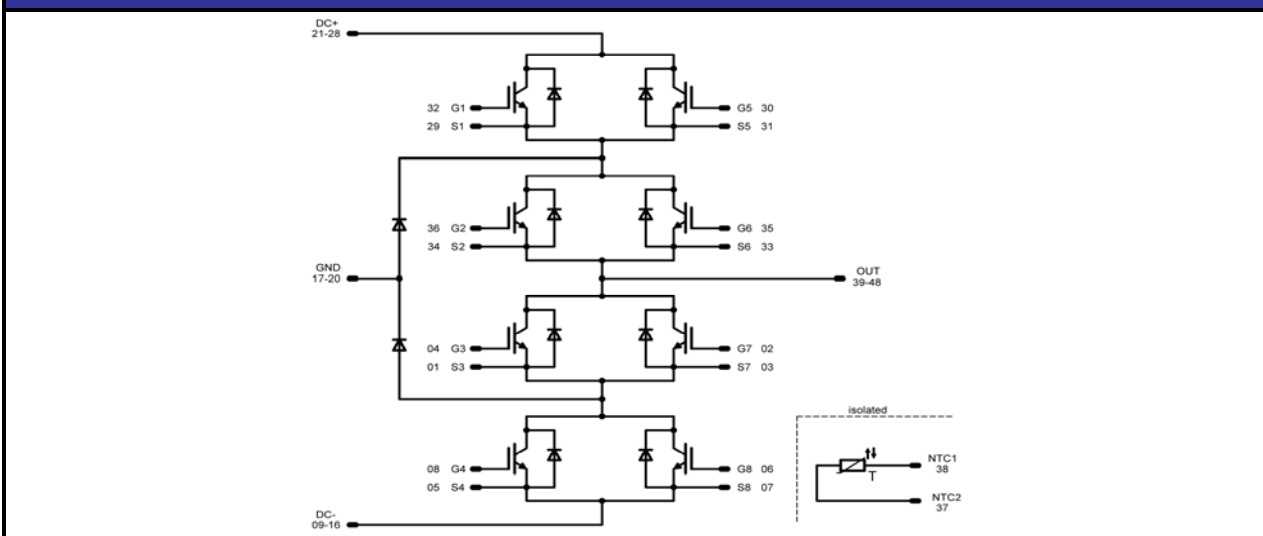 DC+
21-28
32 G1
G5 30
29 S1
S5 31
36 G2
G6 35
34 S2
S6 33
GND
17-20
OUT
39-48
04 G3
G7 02
01 S3
S7 03
isolated
08 G4
G8 06
NTC1
38
T
05 S4
S8 07
NTC2
37
DC-
09-16